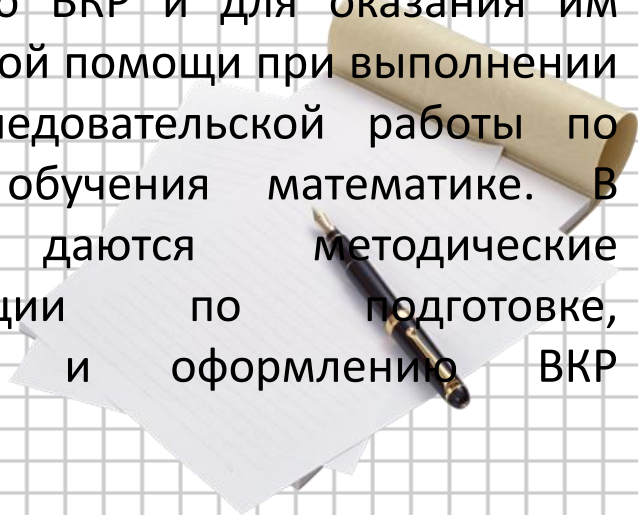 ВКР и для оказания им
ой помощи при выполнении
ледовательской работы по
обучения математике. В
даются методические
ции по подготовке,
и оформлению ВКР